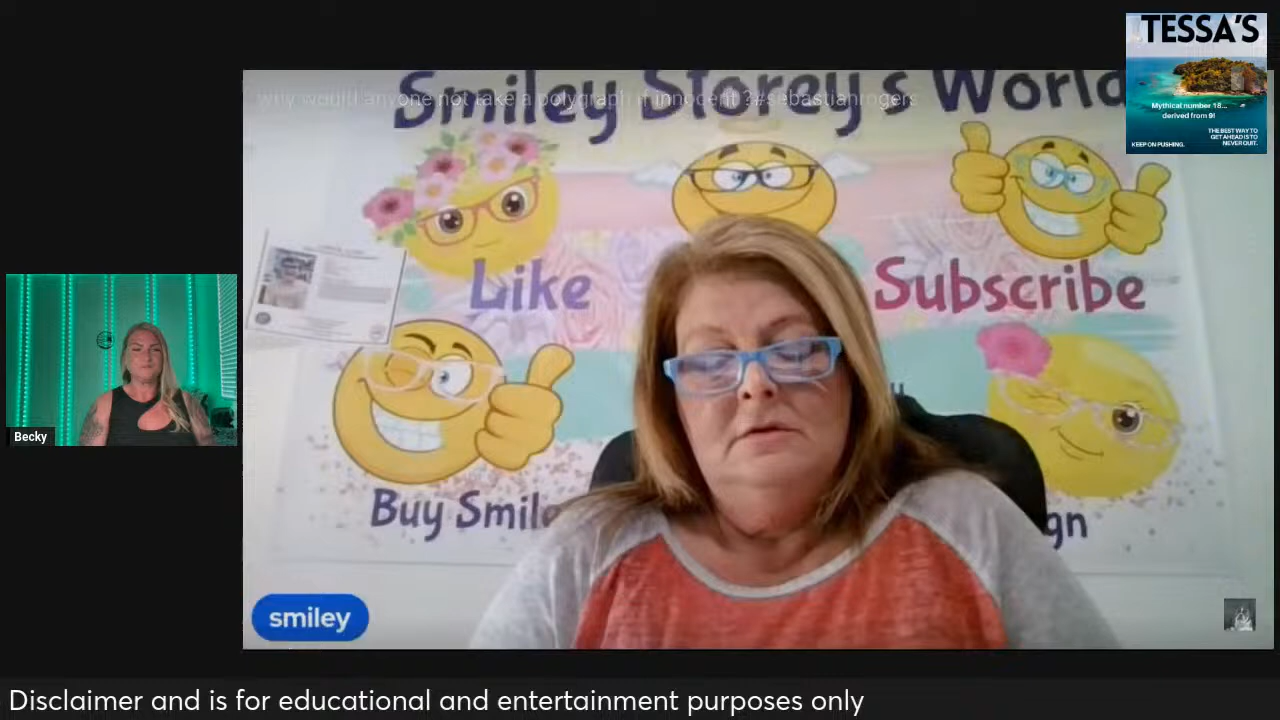 TESSA'S
Mythical number 18...
derived from 9!
THE BEST WAY TO
GET AHEAD IS TO
NEVER QUIT.
KEEP ON PUSHING.
Smiley Storey's World
why would anyone not take a polygraph if innocent ?#sebastianrogers
Like
Subscribe
Becky
Buy Smile
gn
smiley
Disclaimer and is for educational and entertainment purposes only